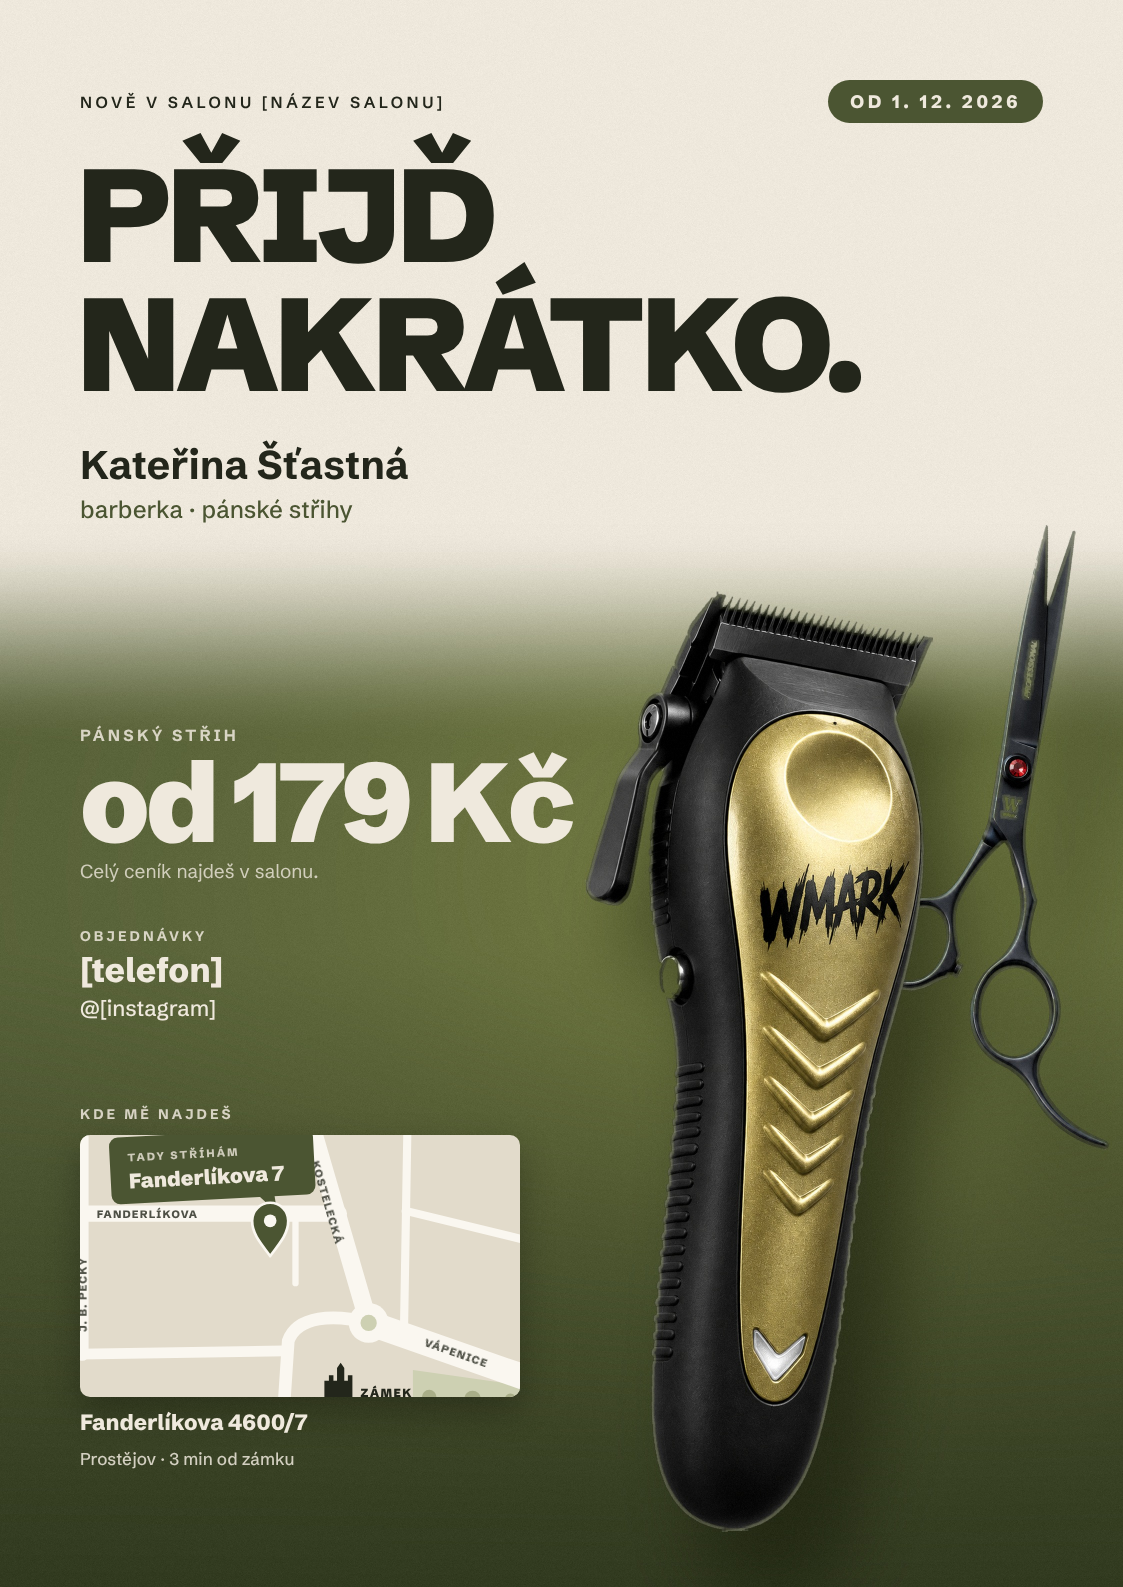 NOVĚ V SALONU [NÁZEV SALONU]
OD 1. 12. 2026
PŘIJĎ
NAKRÁTKO.
Kateřina Šťastná
barberka · pánské střihy
PROFESSIONAL
PÁNSKÝ STŘIH
od 179 Kč
Celý ceník najdeš v salonu.
W
WMARK
OBJEDNÁVKY
[telefon]
@[instagram]
KDE MĚ NAJDEŠ
TADY STŘÍHÁM
Fanderlíkova 7
KOSTELECKÁ
FANDERLÍKOVA
J. B. PECKY
VÁPENICE
ZÁMEK
Fanderlíkova 4600/7
Prostějov · 3 min od zámku